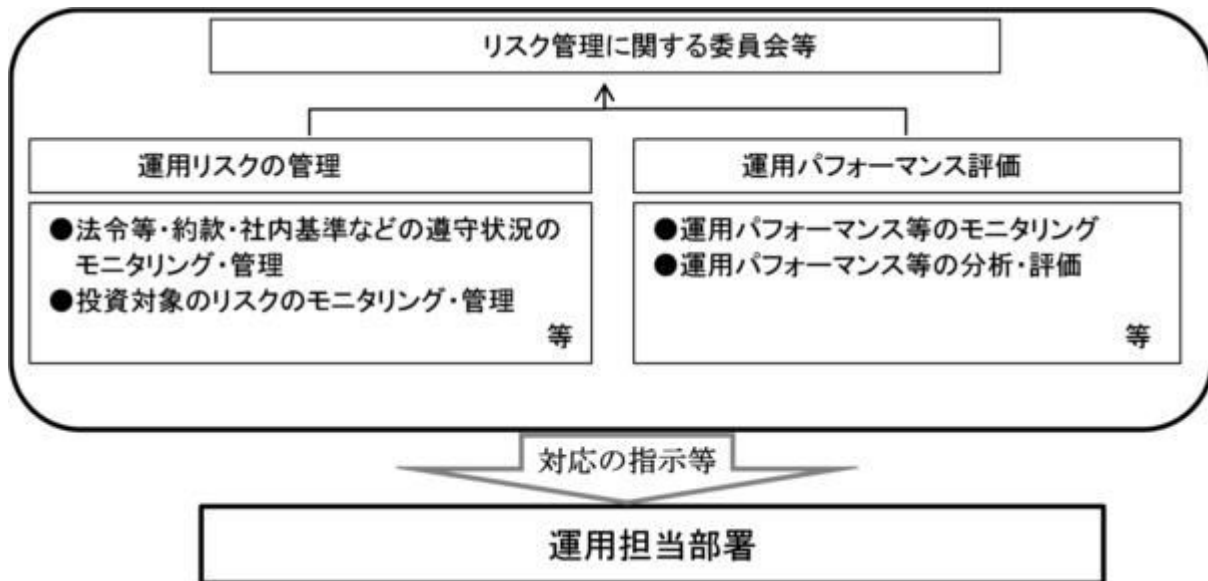 リスク管理に関する委員会等
運用リスクの管理
●法令等・約款・社内基準などの遵守状況の
モニタリング・管理
●投資対象のリスクのモニタリング・管理
等
運用パフォーマンス評価
●運用パフォーマンス等のモニタリング
●運用パフォーマンス等の分析・評価
等
対応の指示等
運用担当部署